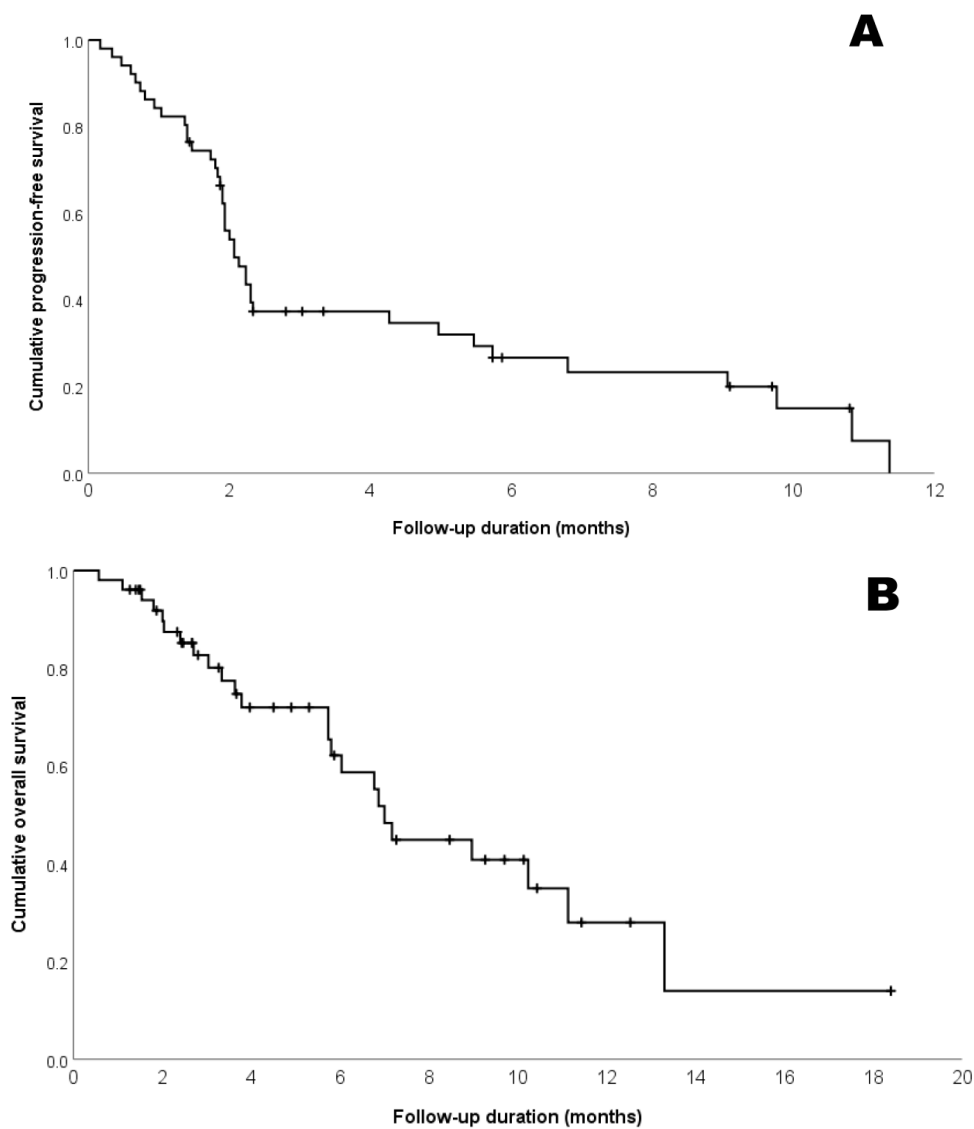 A
1.0
0.8
0.6
0.4
0.2
0.0
Cumulative progression-free survival
0 2 4 6 8 10 12
Follow-up duration (months)
B
1.0
0.8
0.6
0.4
0.2
0.0
Cumulative overall survival
0 2 4 6 8 10 12 14 16 18 20
Follow-up duration (months)